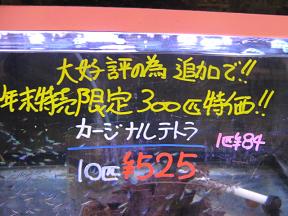 大好評の為 追加で!!
年末特売限定 300匹特価!!
カージナルテトラ
1匹¥84
10匹¥525